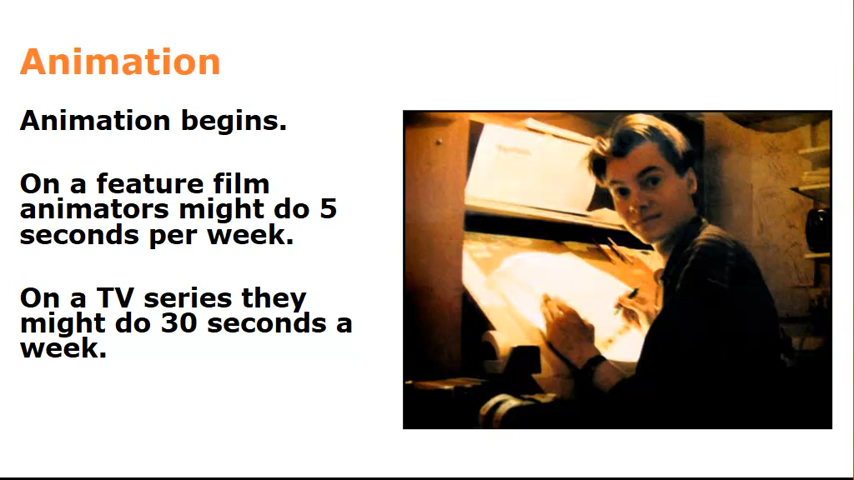 Animation
Animation begins.
On a feature film
animators might do 5
seconds per week.
On a TV series they
might do 30 seconds a
week.